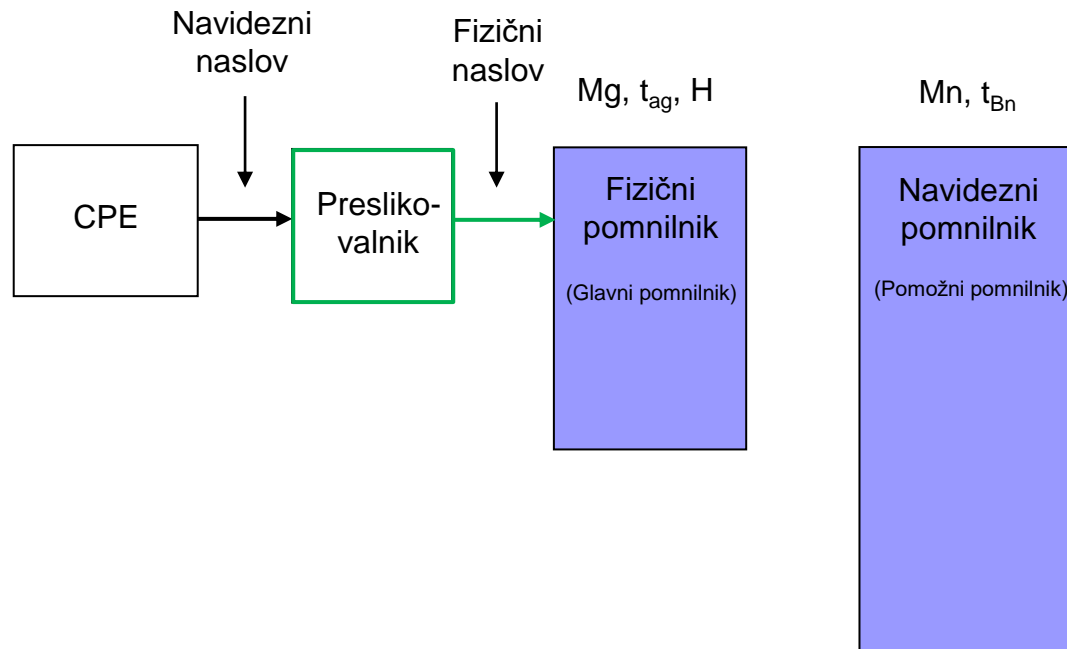 Navidezni
naslov
Fizični
naslov
Mg, tag, H
Mn, tBn
CPE
Presliko-
valnik
Fizični
pomnilnik
(Glavni pomnilnik)
Navidezni
pomnilnik
(Pomožni pomnilnik)